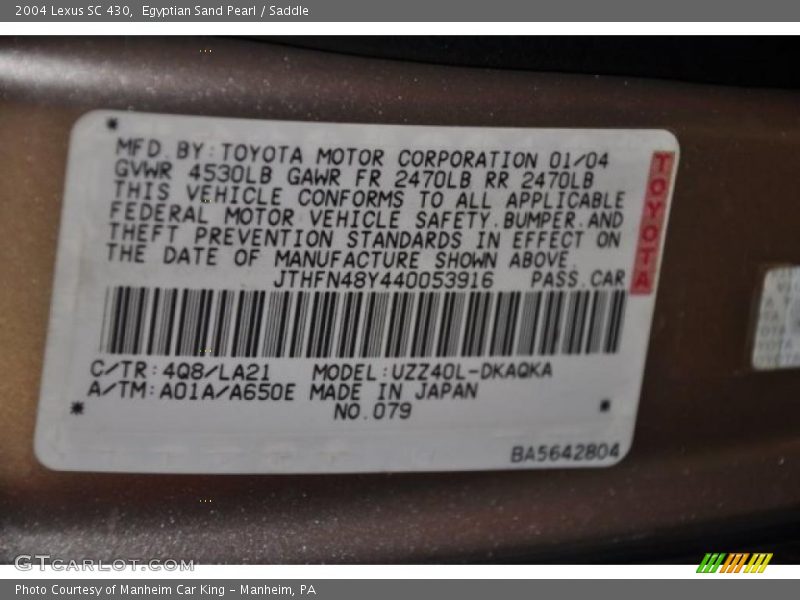 2004 Lexus SC 430, Egyptian Sand Pearl / Saddle
MFD. BY: TOYOTA MOTOR CORPORATION 01/04
GVWR 4530LB GAWR FR 2470LB RR 2470LB
THIS VEHICLE CONFORMS TO ALL APPLICABLE
FEDERAL MOTOR VEHICLE SAFETY, BUMPER, AND
THEFT PREVENTION STANDARDS IN EFFECT ON
THE DATE OF MANUFACTURE SHOWN ABOVE.
JTHFN48Y440053916 PASS. CAR
TOYOTA
C/TR: 4Q8/LA21 MODEL: UZZ40L-DKAQKA
A/TM: A01A/A650E MADE IN JAPAN
NO. 079
BA5642804
GTCARLOT.COM
Photo Courtesy of Manheim Car King - Manheim, PA